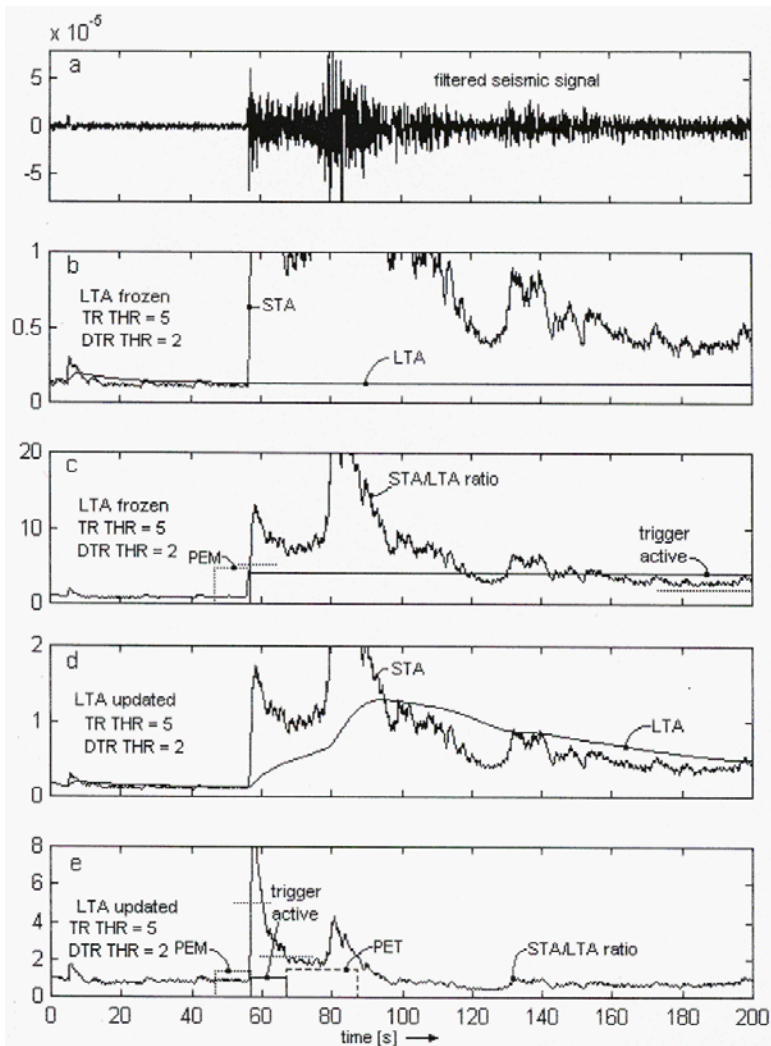 x 10⁻⁵
a
filtered seismic signal
5
0
-5
b
LTA frozen
TR THR = 5
DTR THR = 2
STA
LTA
1
0.5
0
c
LTA frozen
TR THR = 5
DTR THR = 2
PEM
STA/LTA ratio
trigger
active
20
10
0
d
LTA updated
TR THR = 5
DTR THR = 2
STA
LTA
2
1
0
e
LTA updated
TR THR = 5
DTR THR = 2
PEM
trigger
active
PET
STA/LTA ratio
8
6
4
2
0
0 20 40 60 80 100 120 140 160 180 200
time [s]